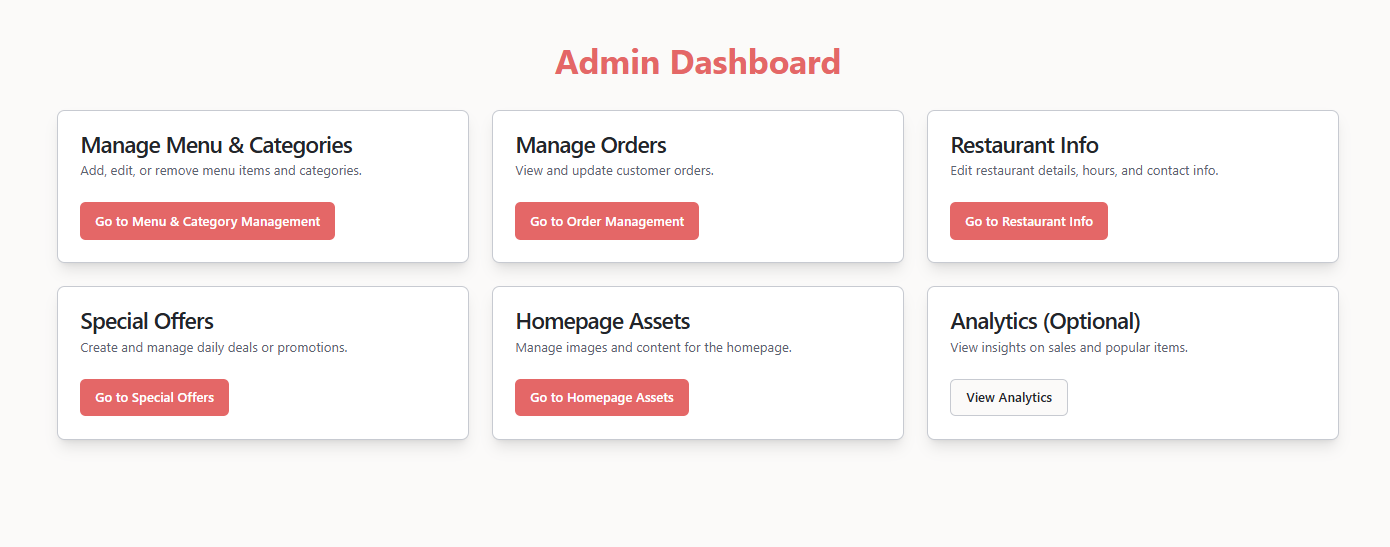 Admin Dashboard
Manage Menu & Categories
Add, edit, or remove menu items and categories.
Go to Menu & Category Management
Manage Orders
View and update customer orders.
Go to Order Management
Restaurant Info
Edit restaurant details, hours, and contact info.
Go to Restaurant Info
Special Offers
Create and manage daily deals or promotions.
Go to Special Offers
Homepage Assets
Manage images and content for the homepage.
Go to Homepage Assets
Analytics (Optional)
View insights on sales and popular items.
View Analytics